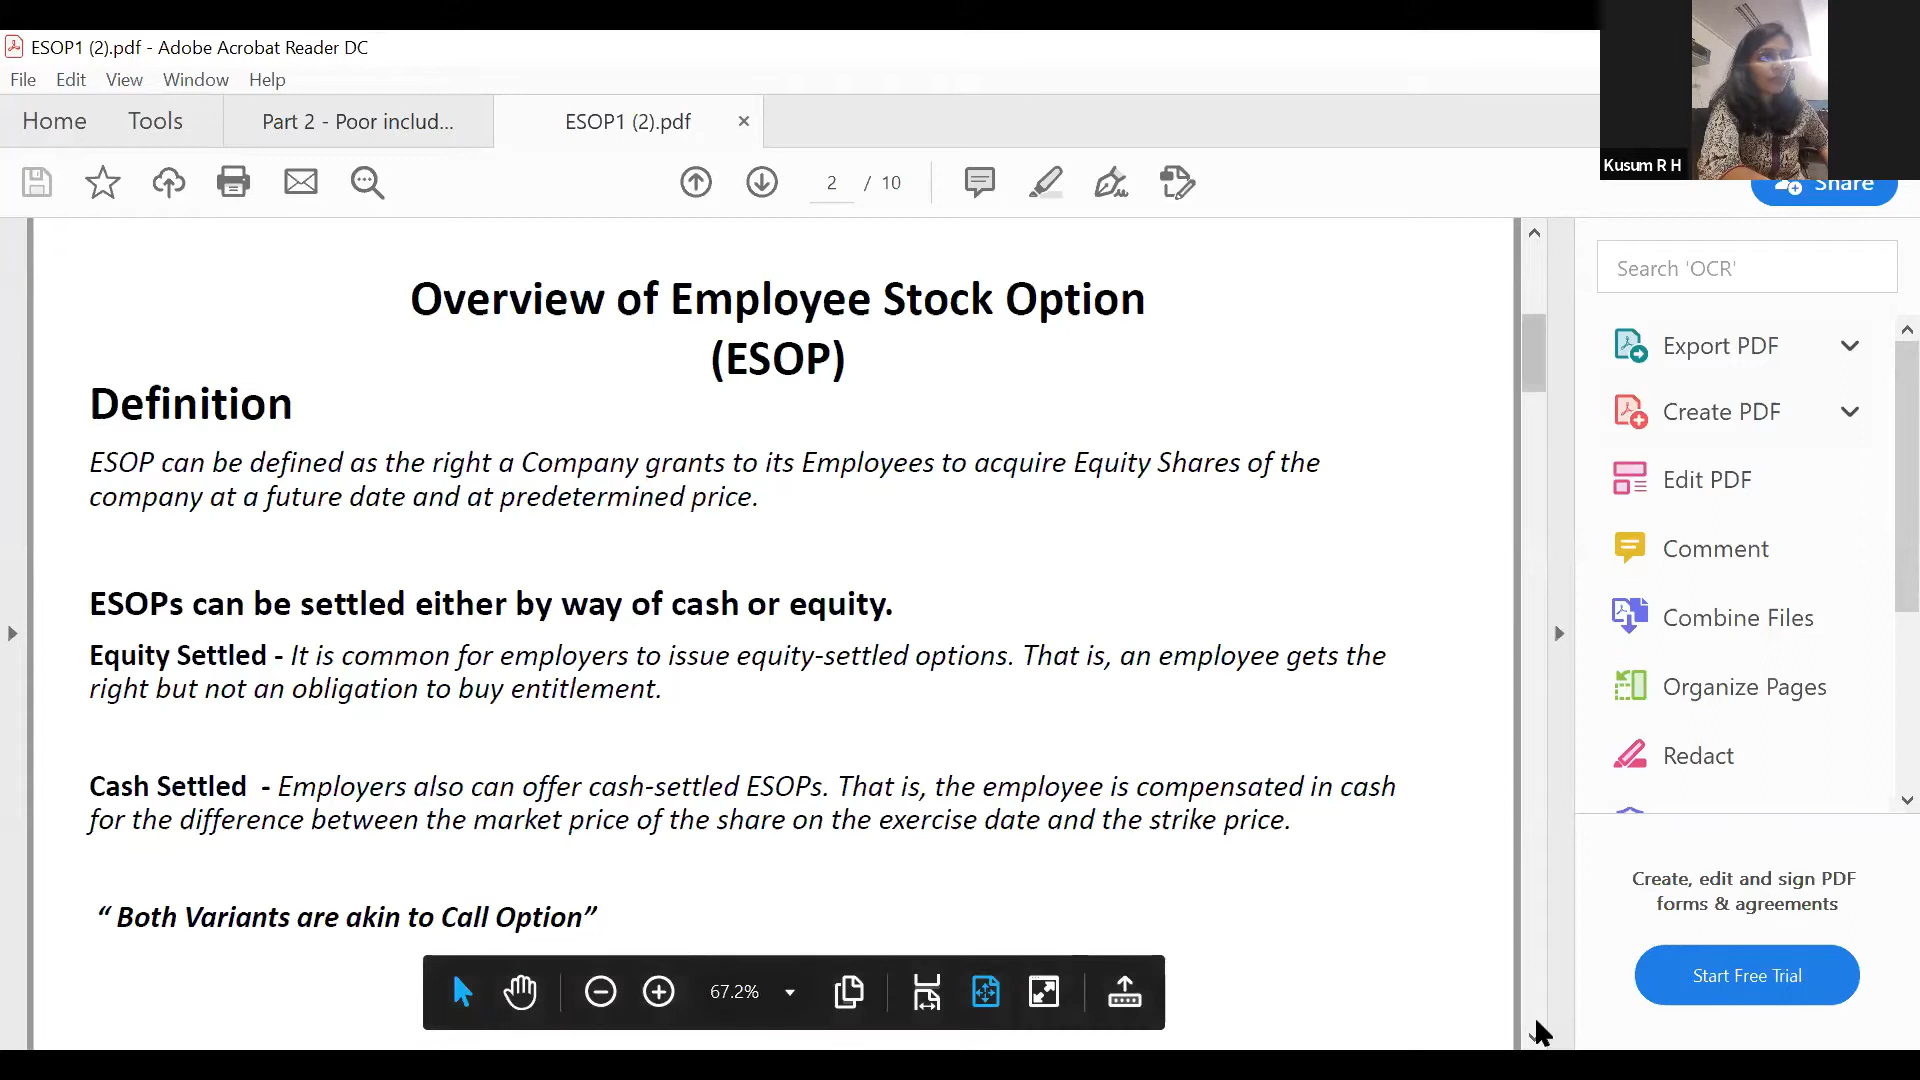 ESOP1 (2).pdf - Adobe Acrobat Reader DC
File Edit View Window Help
Home Tools Part 2 - Poor includ... ESOP1 (2).pdf ×
2 / 10
Kusum R H
Share
Overview of Employee Stock Option
(ESOP)
Definition
ESOP can be defined as the right a Company grants to its Employees to acquire Equity Shares of the
company at a future date and at predetermined price.
ESOPs can be settled either by way of cash or equity.
Equity Settled - It is common for employers to issue equity-settled options. That is, an employee gets the
right but not an obligation to buy entitlement.
Cash Settled - Employers also can offer cash-settled ESOPs. That is, the employee is compensated in cash
for the difference between the market price of the share on the exercise date and the strike price.
“ Both Variants are akin to Call Option”
67.2%
Search 'OCR'
Export PDF
Create PDF
Edit PDF
Comment
Combine Files
Organize Pages
Redact
Create, edit and sign PDF
forms & agreements
Start Free Trial